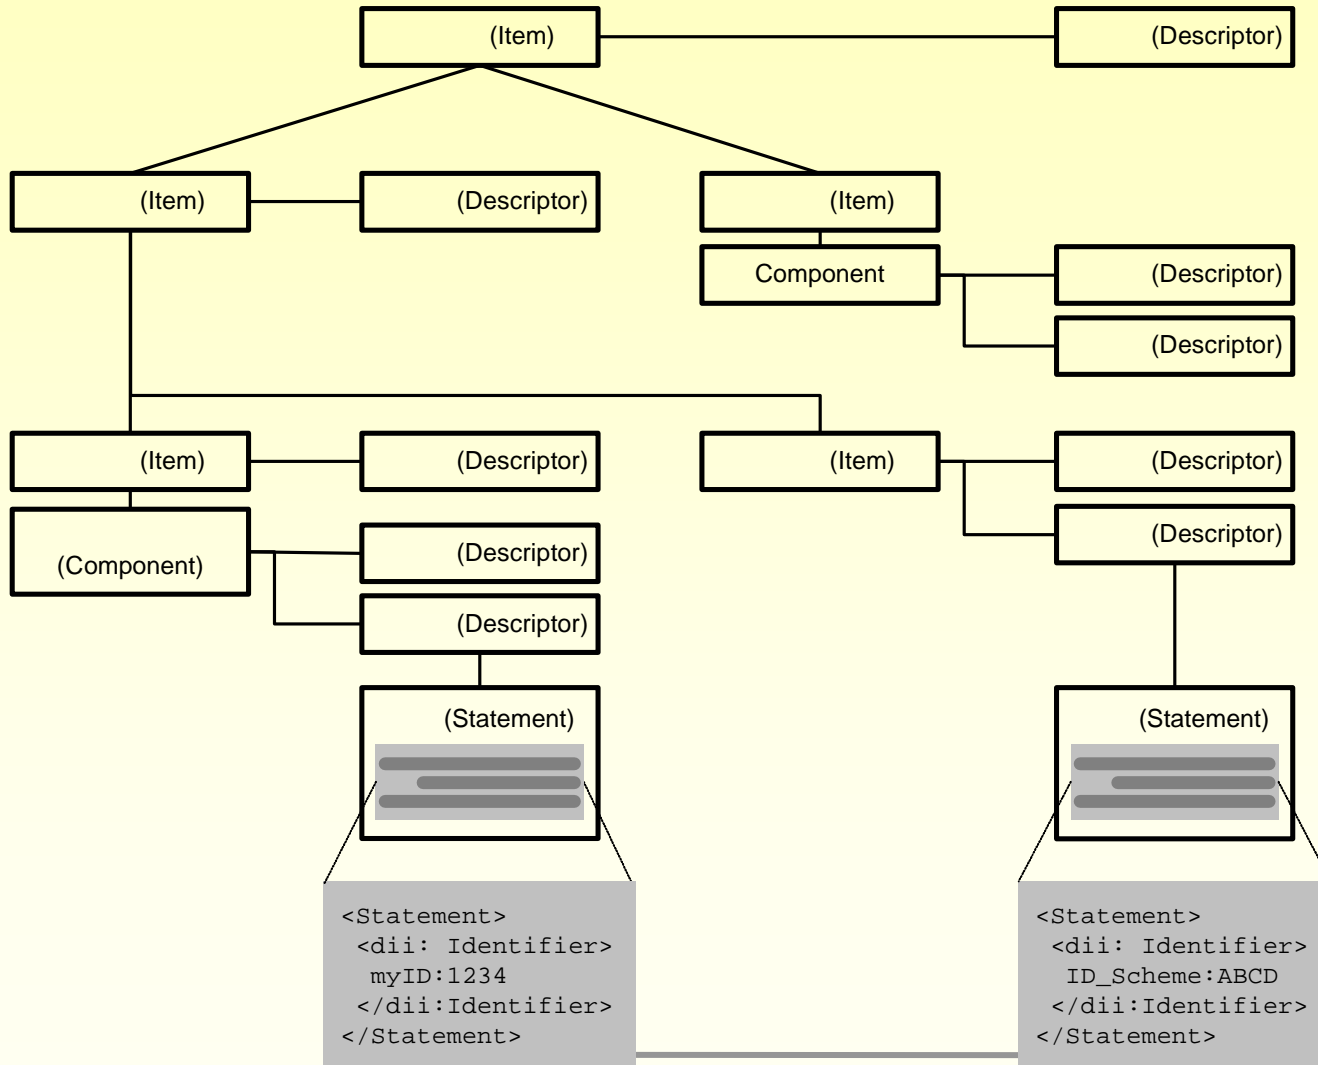 (Item)
(Descriptor)
(Item)
(Descriptor)
(Item)
Component
(Descriptor)
(Descriptor)
(Item)
(Descriptor)
(Item)
(Descriptor)
(Component)
(Descriptor)
(Descriptor)
(Descriptor)
(Statement)
(Statement)
<Statement>
<dii: Identifier>
myID:1234
</dii:Identifier>
</Statement>
<Statement>
<dii: Identifier>
ID_Scheme:ABCD
</dii:Identifier>
</Statement>